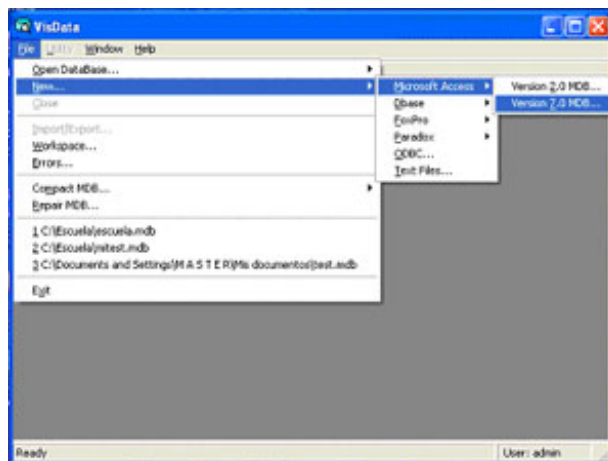 VisData
File Utility Window Help
Open DataBase...
New...
Close
Import/Export...
Workspace...
Errors...
Compact MDB...
Repair MDB...
1 C:\Escuela\escuela.mdb
2 C:\Escuela\mitest.mdb
3 C:\Documents and Settings\M A S T E R\Mis documentos\test.mdb
Exit
Microsoft Access
Dbase
FoxPro
Paradox
ODBC...
Text Files...
Version 2.0 MDB...
Version 7.0 MDB...
Ready
User: admin